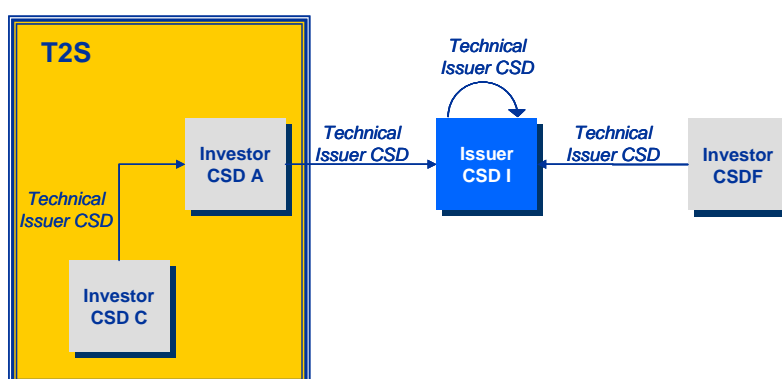 T2S
Technical
Issuer CSD
Technical
Issuer CSD
Technical
Issuer CSD
Investor
CSD A
Issuer
CSD I
Investor
CSDF
Technical
Issuer CSD
Investor
CSD C